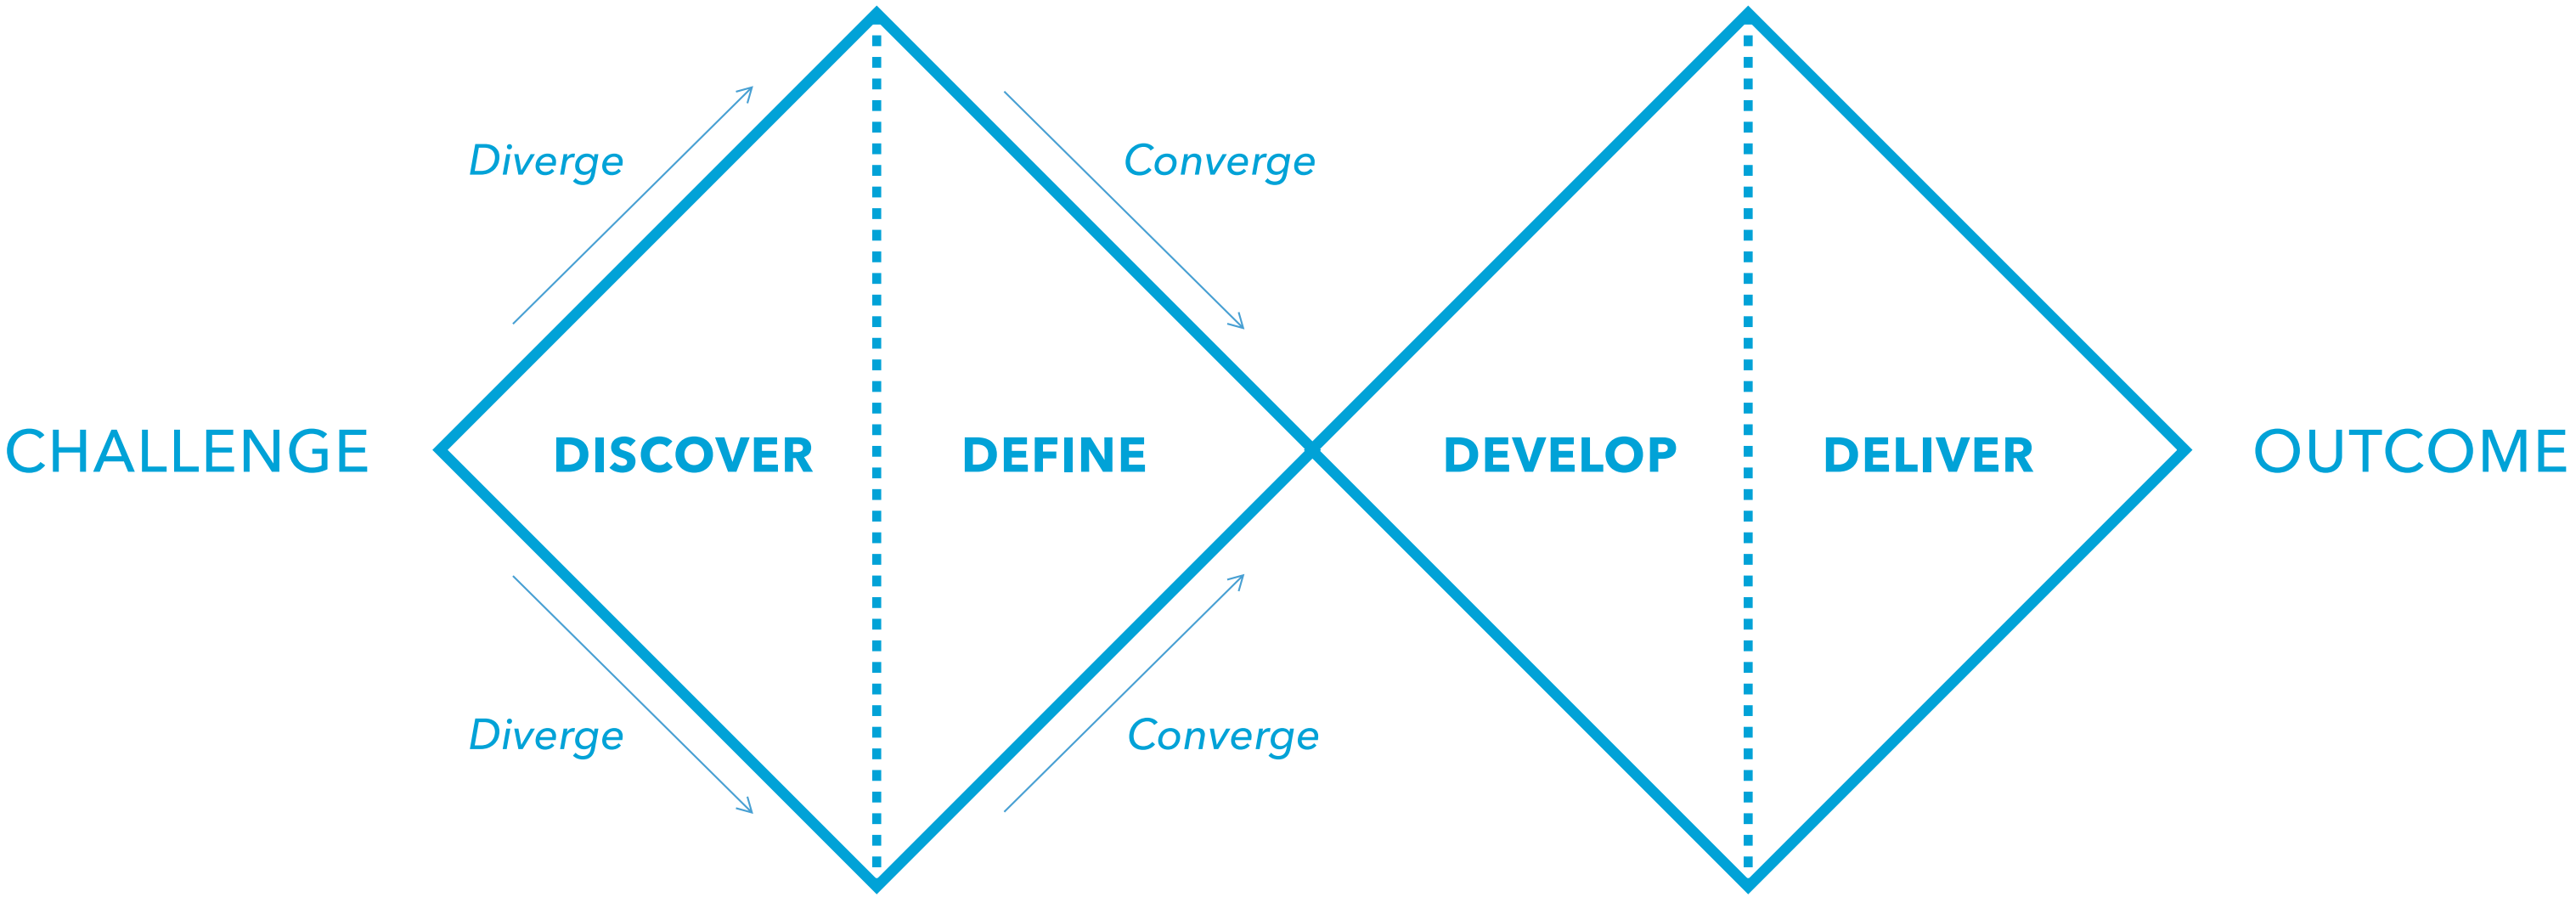 Diverge
Converge
CHALLENGE
DISCOVER
DEFINE
DEVELOP
DELIVER
OUTCOME
Diverge
Converge